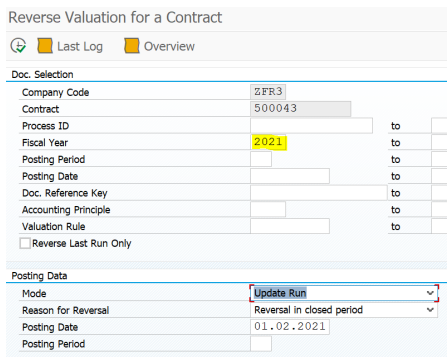 Reverse Valuation for a Contract
Last Log Overview
Doc. Selection
Company Code ZFR3
Contract 500043
Process ID to
Fiscal Year 2021 to
Posting Period to
Posting Date to
Doc. Reference Key to
Accounting Principle to
Valuation Rule to
Reverse Last Run Only
Posting Data
Mode Update Run
Reason for Reversal Reversal in closed period
Posting Date 01.02.2021
Posting Period